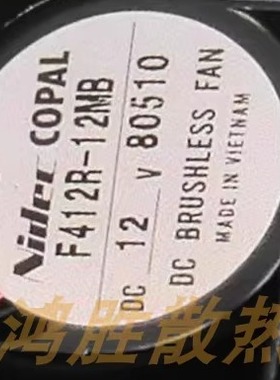 Nidec COPAL
F412R-12MB
DC 12 V 80510
DC BRUSHLESS FAN
MADE IN VIETNAM
鸿胜散热